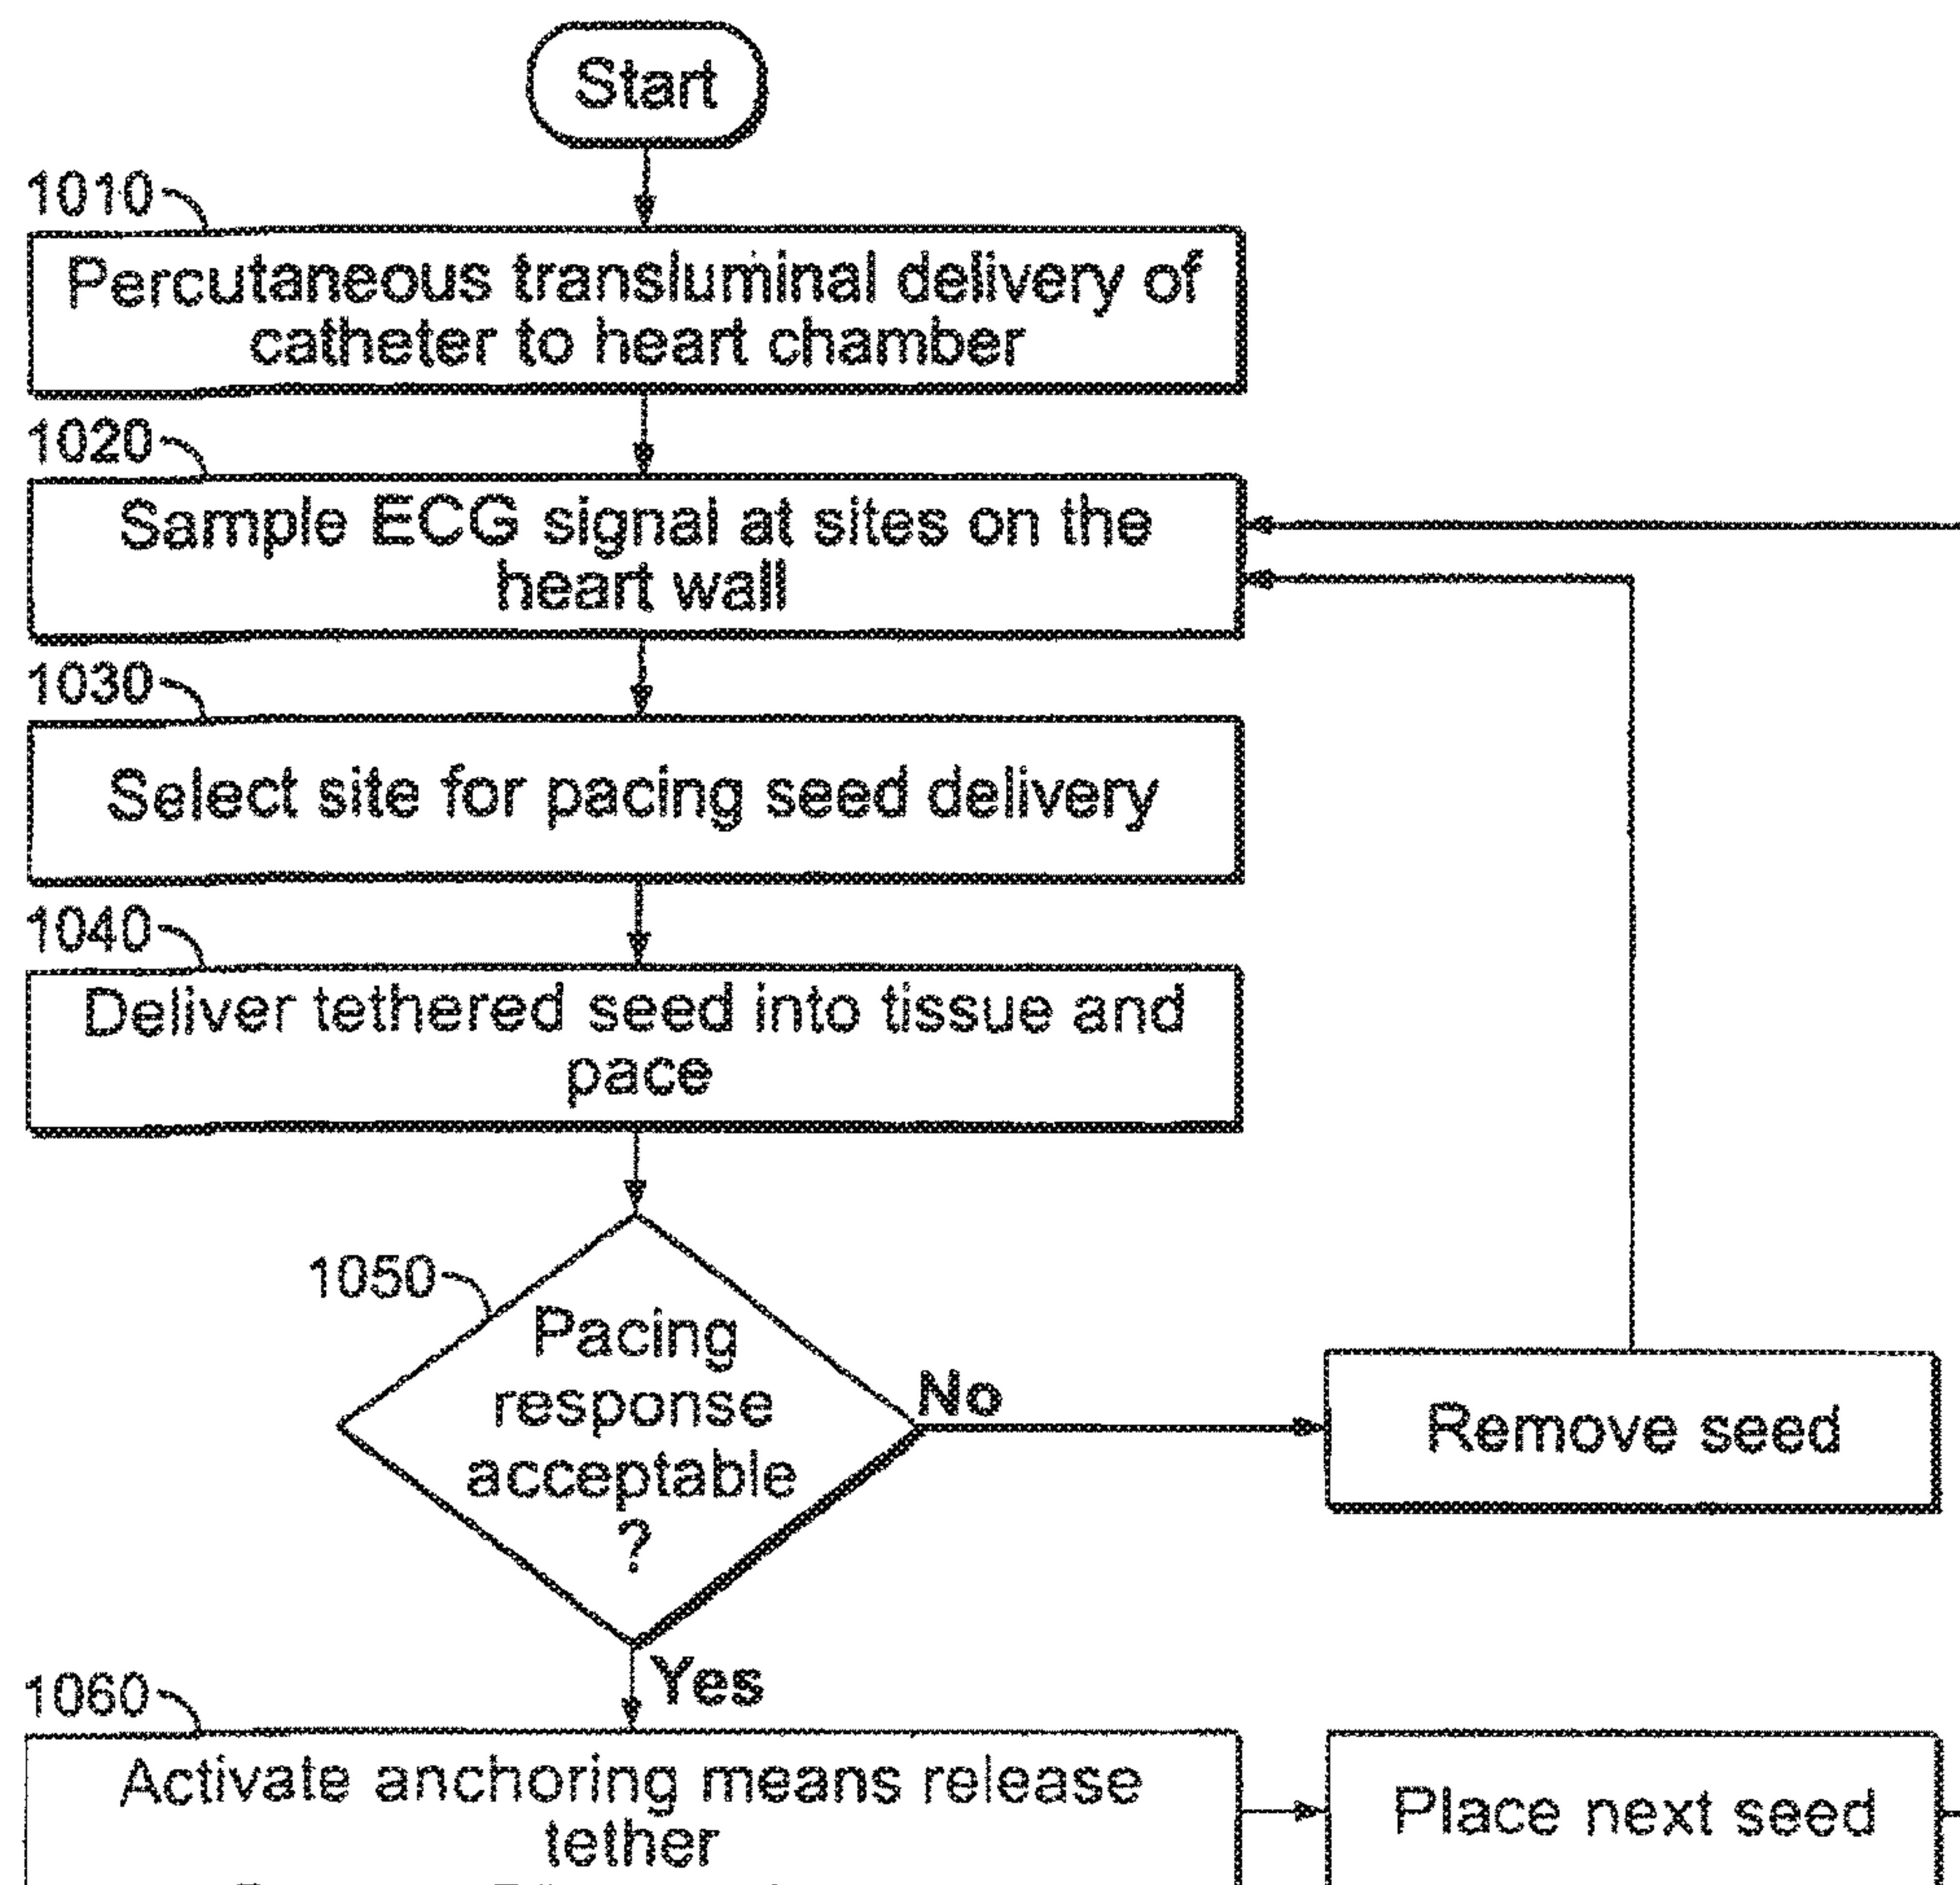 Start
1010
Percutaneous transluminal delivery of
catheter to heart chamber
1020
Sample ECG signal at sites on the
heart wall
1030
Select site for pacing seed delivery
1040
Deliver tethered seed into tissue and
pace
1050
Pacing
response
acceptable
?
No
Remove seed
Yes
1060
Activate anchoring means release
tether
Place next seed